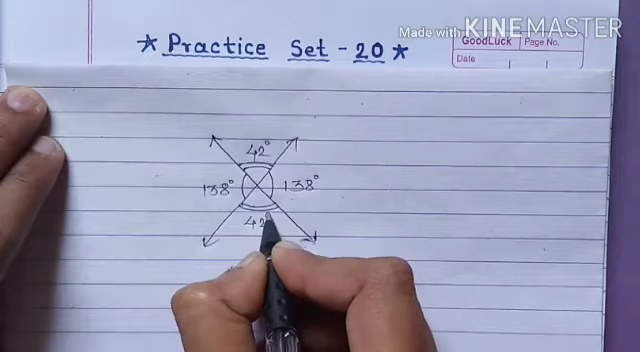 Made with KINEMASTER
GoodLuck Page No.
Date
* Practice Set - 20 *
42°
138° 138°
42°